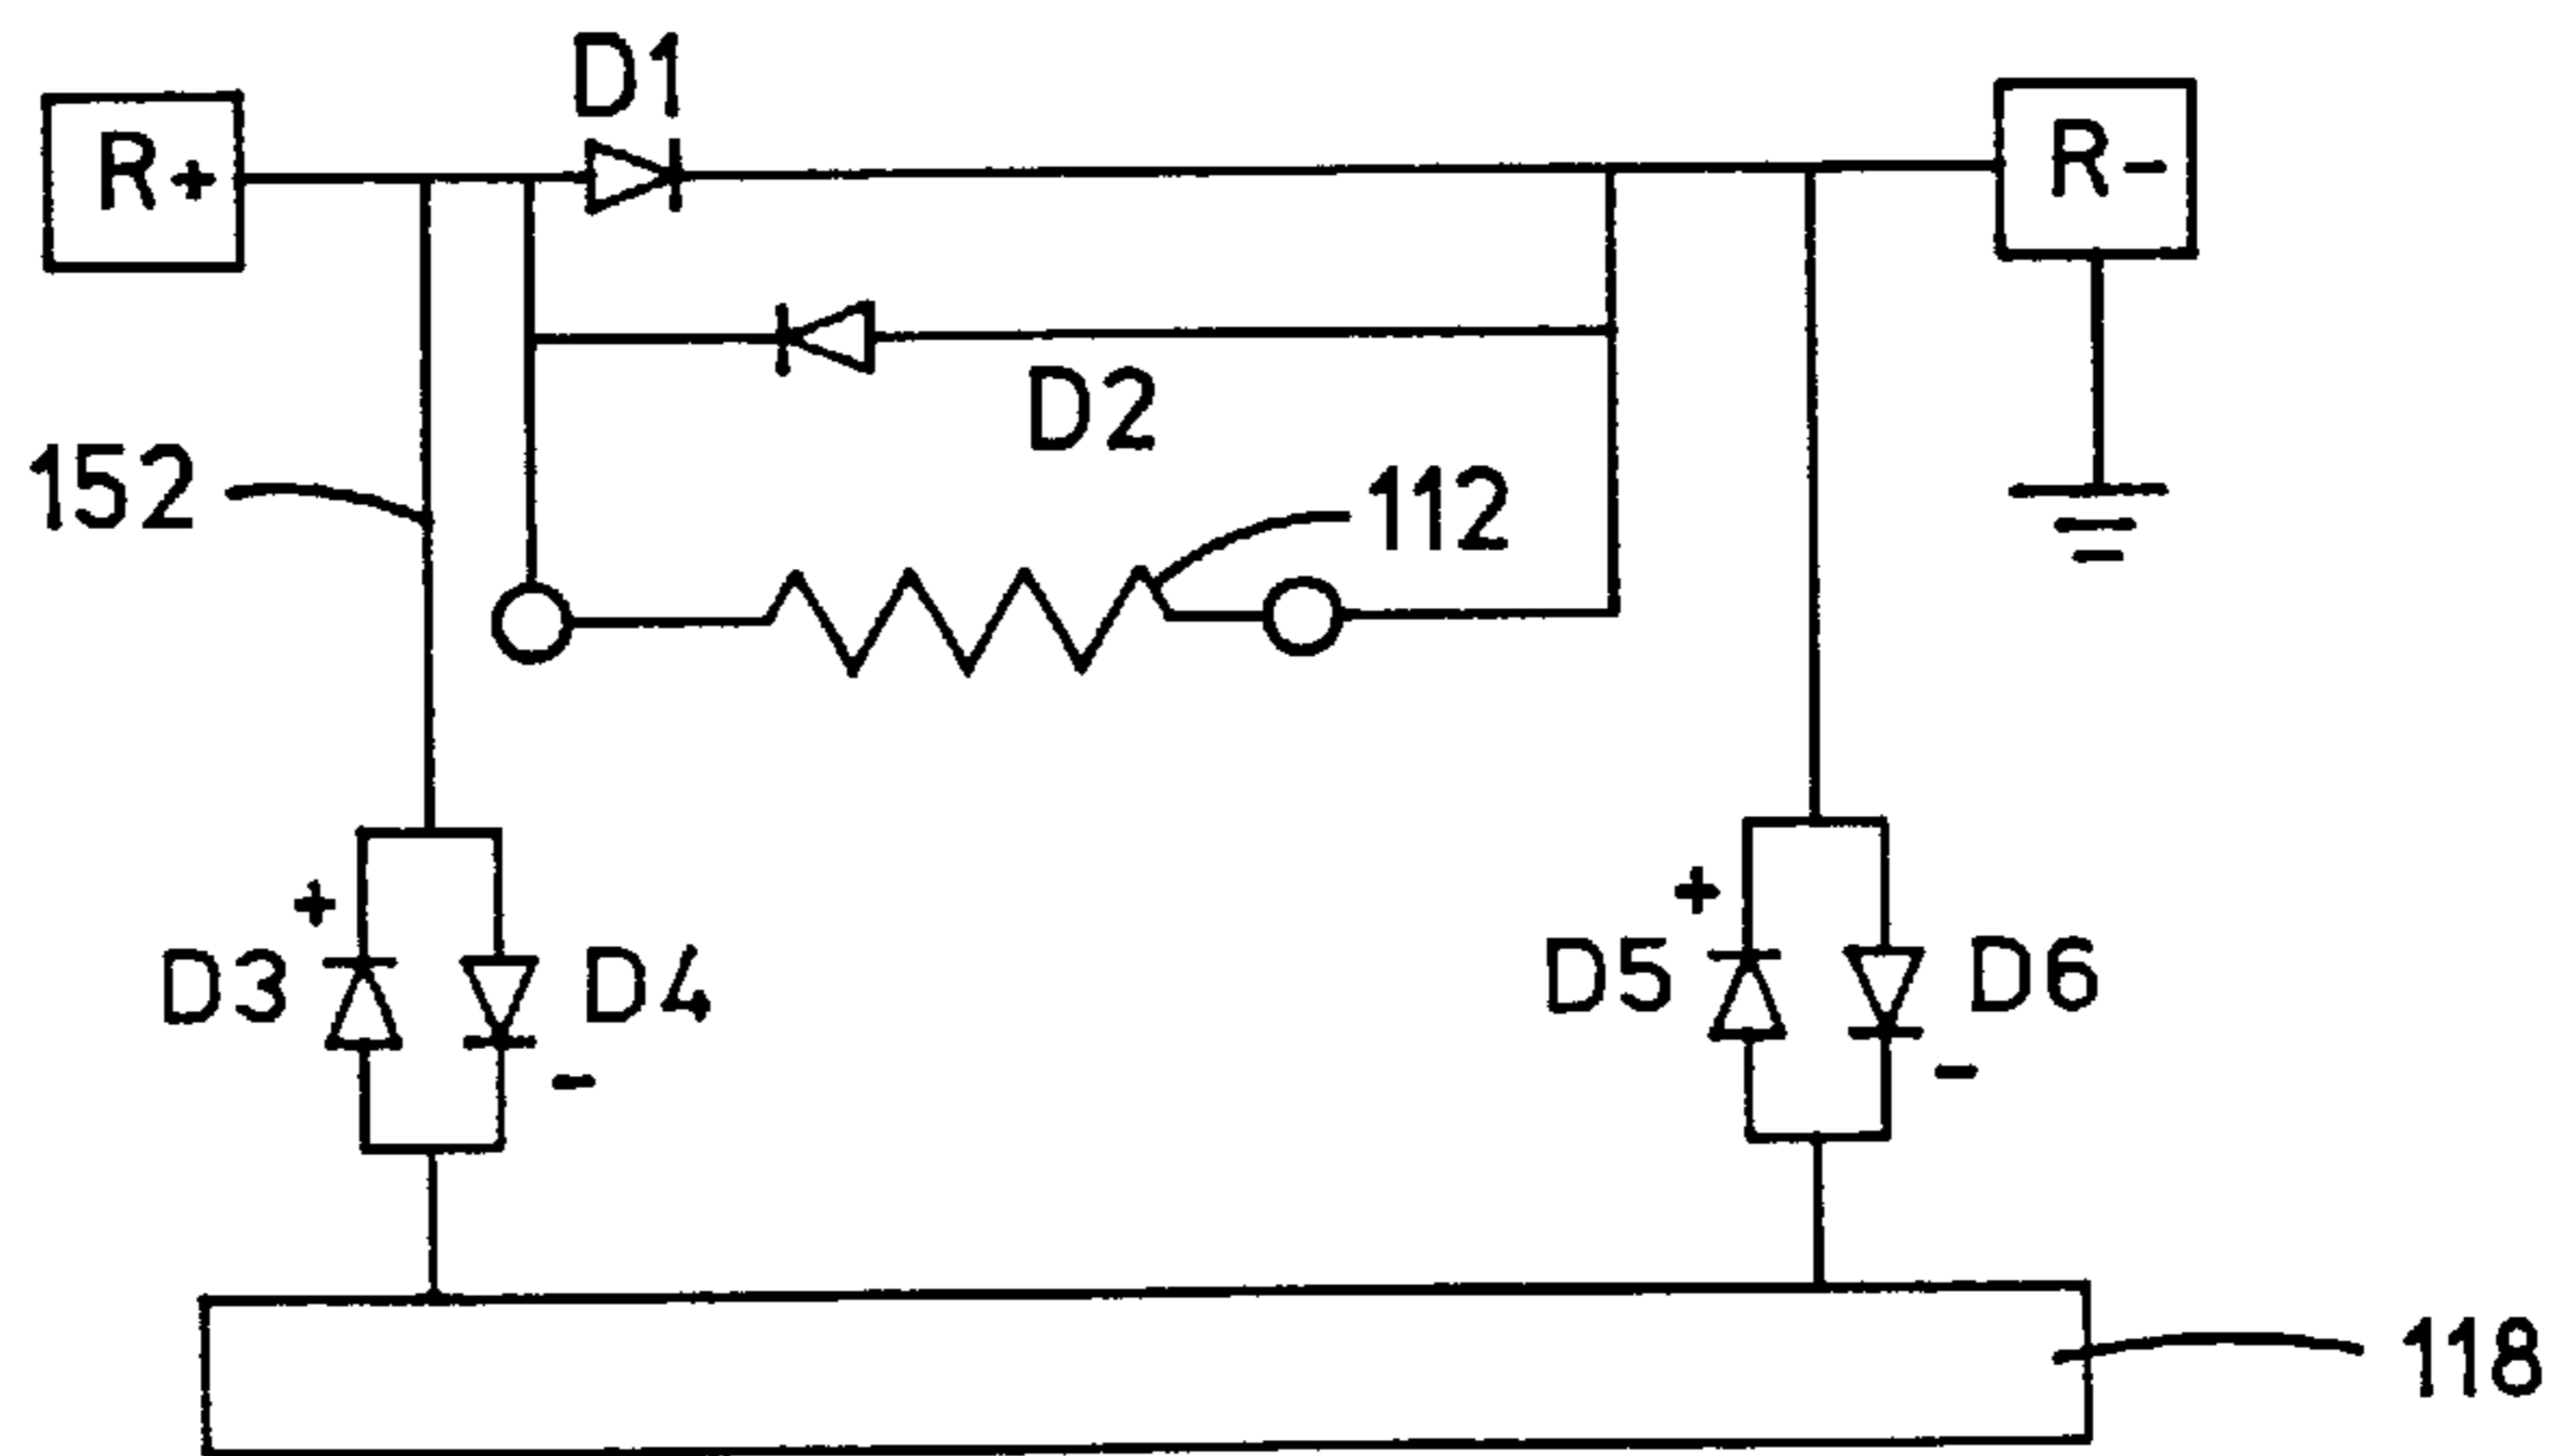 D1
R+
R-
D2
152
112
+
+
D3
D4
D5
D6
-
-
118